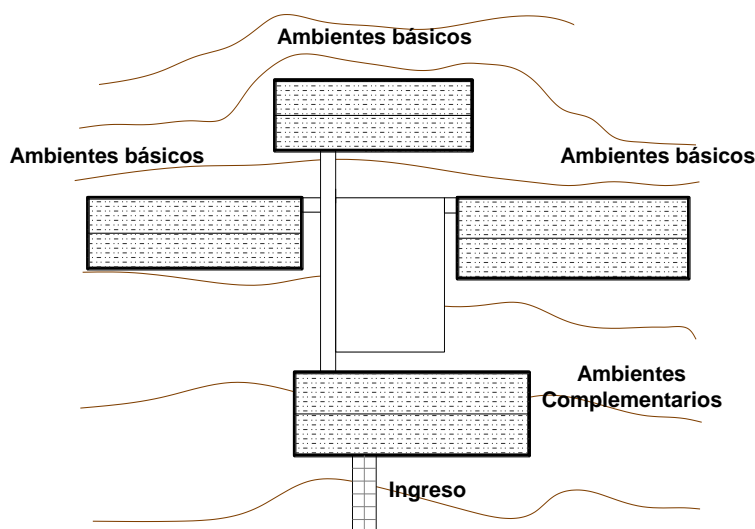 Ambientes básicos
Ambientes básicos
Ambientes básicos
Ambientes
Complementarios
Ingreso